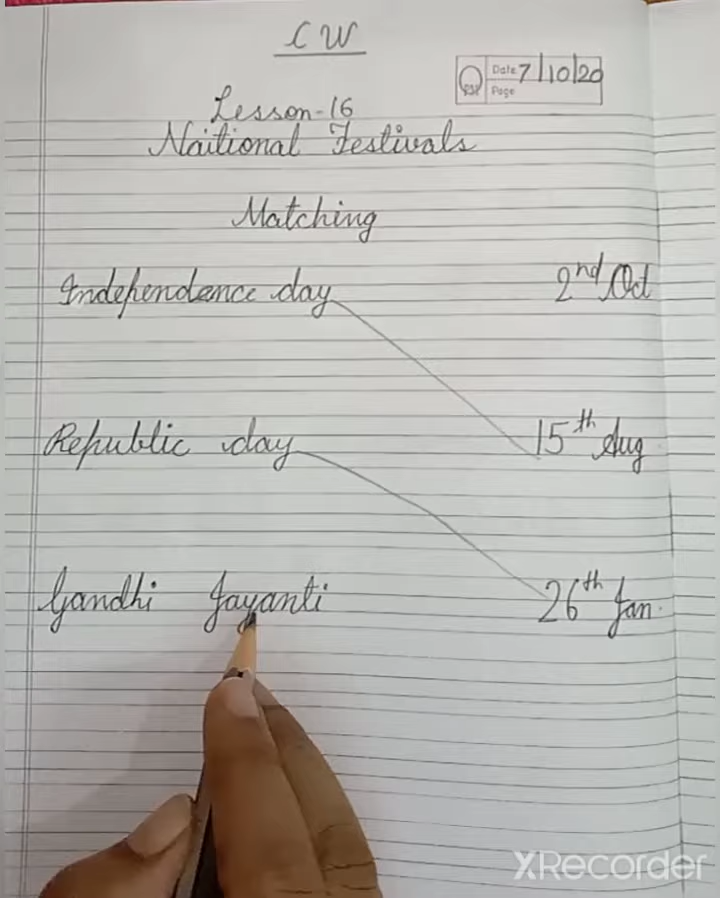 CW
Date 7/10/20
Page
Lesson-16
Naitional Festivals
Matching
Independence day 2nd Oct
Republic day 15th Aug
Gandhi Jayanti 26th Jan.
XRecorder